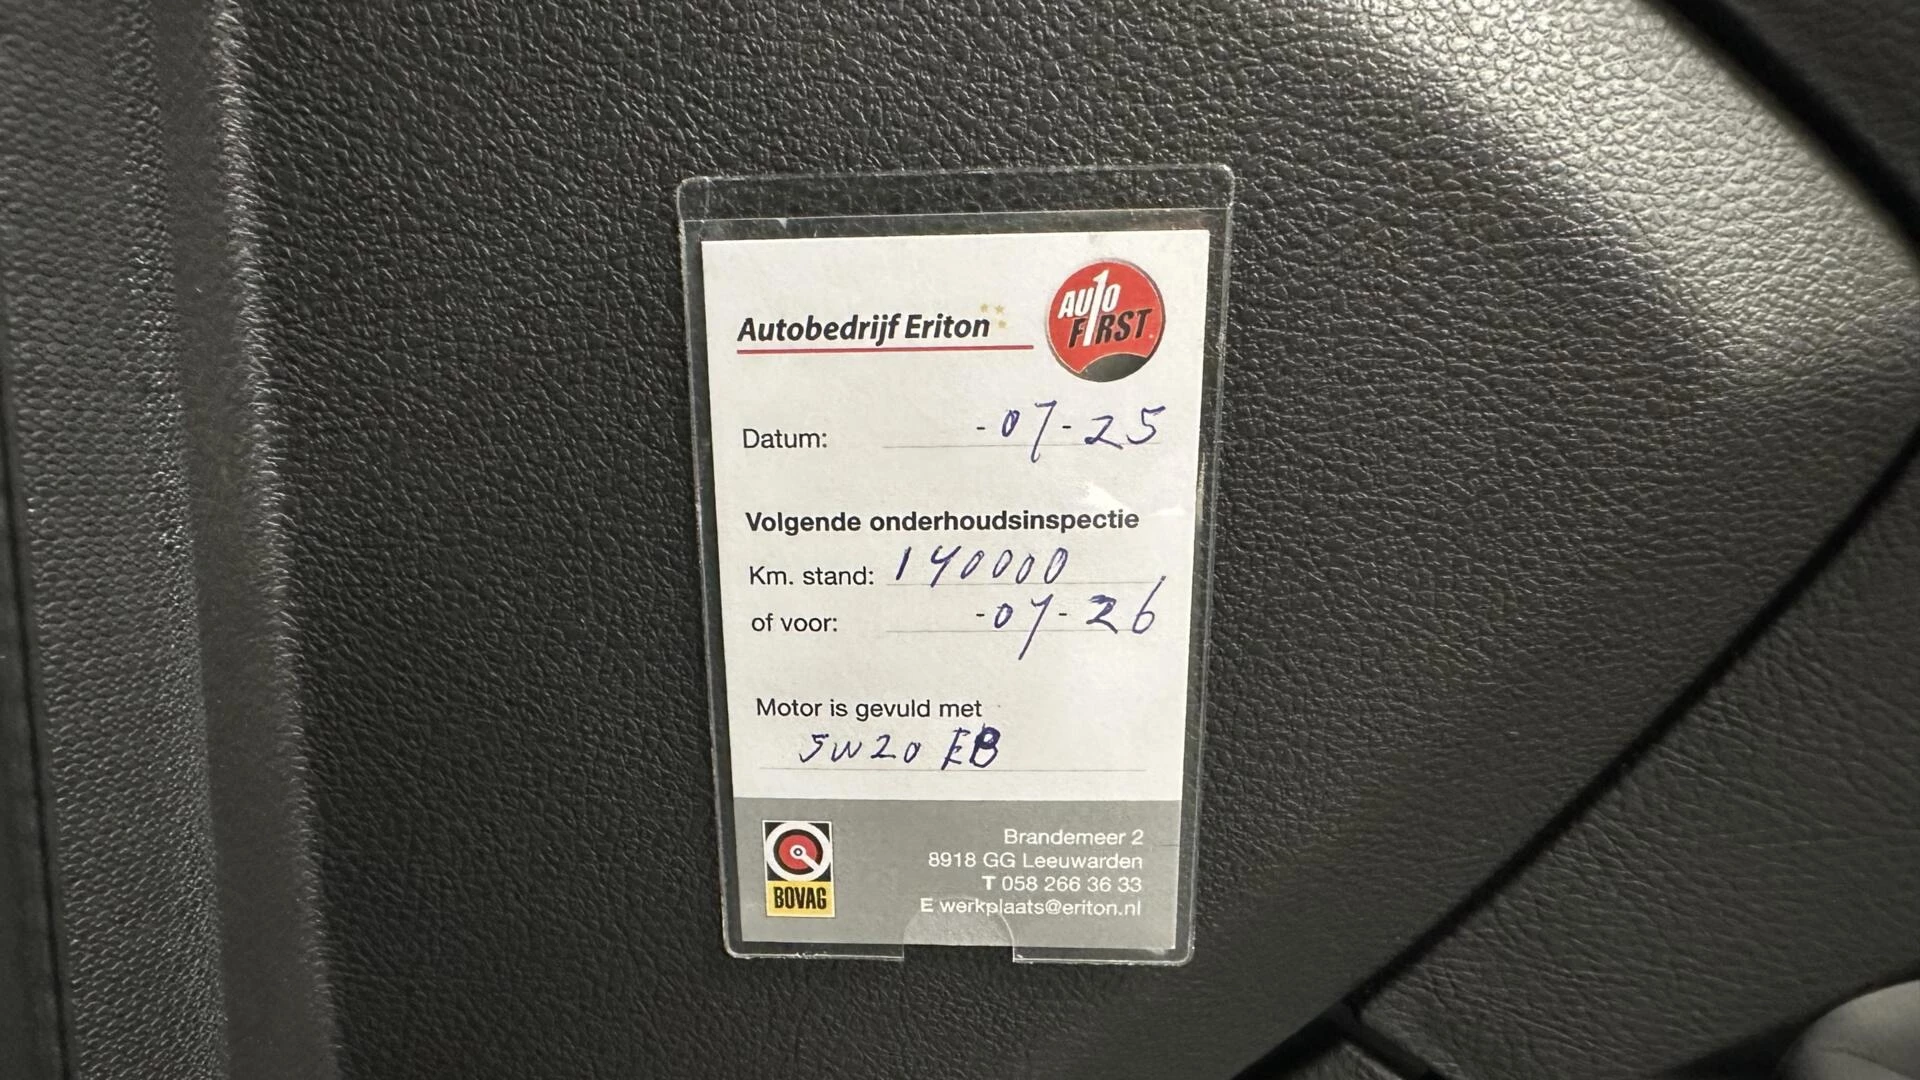 Autobedrijf Eriton
AUTO
FIRST
Datum: -07-25
Volgende onderhoudsinspectie
Km. stand: 140000
of voor: -07-26
Motor is gevuld met
5W20 EB
BOVAG
Brandemeer 2
8918 GG Leeuwarden
T 058 266 36 33
E werkplaats@eriton.nl